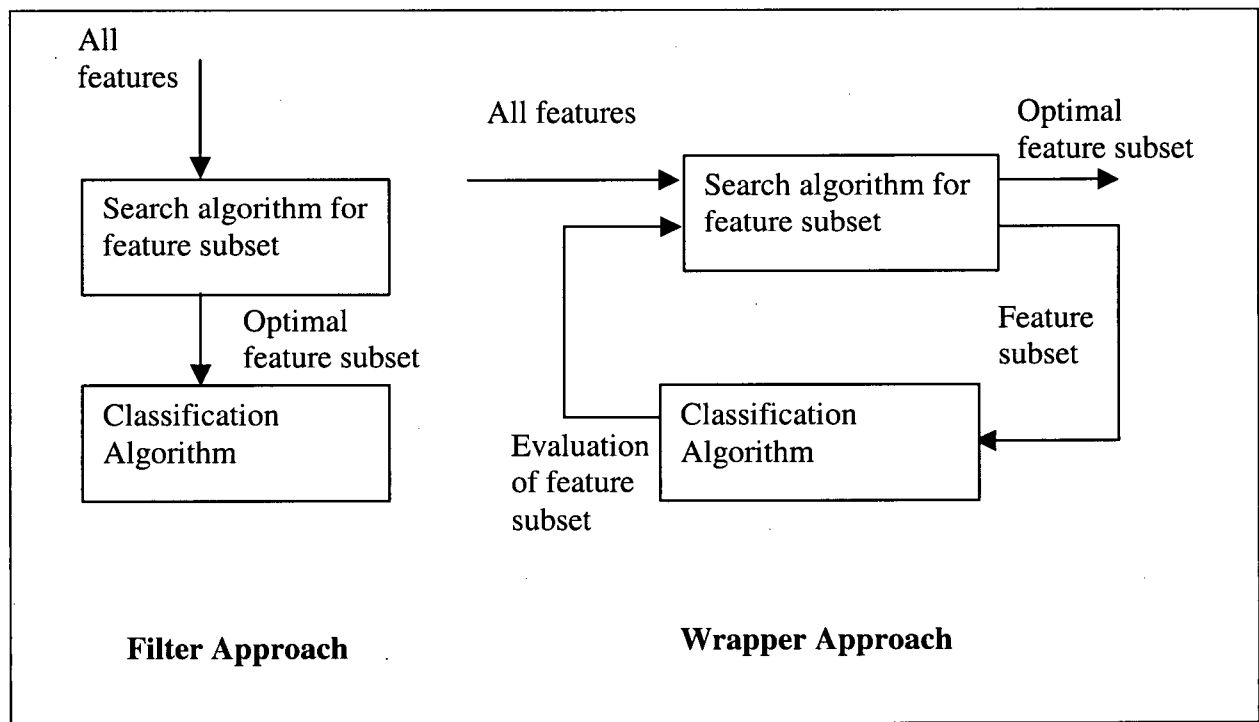 All
features
Search algorithm for
feature subset
Optimal
feature subset
Classification
Algorithm
Filter Approach
All features
Search algorithm for
feature subset
Optimal
feature subset
Feature
subset
Classification
Algorithm
Evaluation
of feature
subset
Wrapper Approach